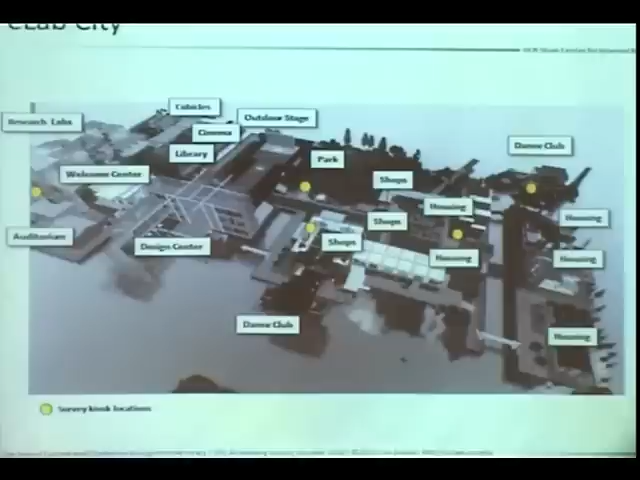 eLab City
Cubicles
Research Labs
Outdoor Stage
Cinema
Library
Park
Dance Club
Welcome Center
Shops
Housing
Housing
Shops
Auditorium
Design Center
Shops
Housing
Housing
Dance Club
Housing
Survey kiosk locations